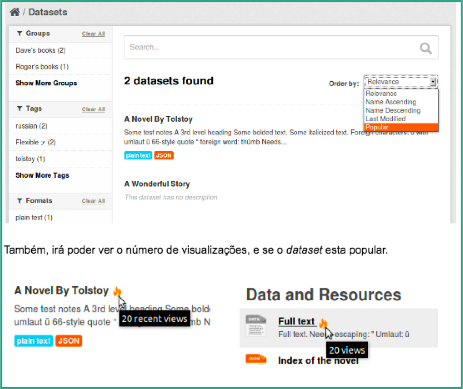 / Datasets
Groups Clear All
Dave's books (2)
Roger's books (1)
Show More Groups
Tags Clear All
russian (2)
Flexible
(2)
tolstoy (1)
Show More Tags
Formats Clear All
plain text (1)
Search...
2 datasets found
Order by:
Relevance
Relevance
Name Ascending
Name Descending
Last Modified
Popular
A Novel By Tolstoy
Some test notes A 3rd level heading Some bolded text. Some italicized text. Foreign characters: u with
umlaut ü 66-style quote " foreign word: thumb Needs...
plain text JSON
A Wonderful Story
This dataset has no description
Também, irá poder ver o número de visualizações, e se o dataset esta popular.
A Novel By Tolstoy
Some test notes A 3rd level heading Some bold
umlaut ü 66-style quote " N
20 recent views
plain text JSON
Data and Resources
Full text
Full text. Needs escaping: " Umlaut: ü
20 views
Index of the novel